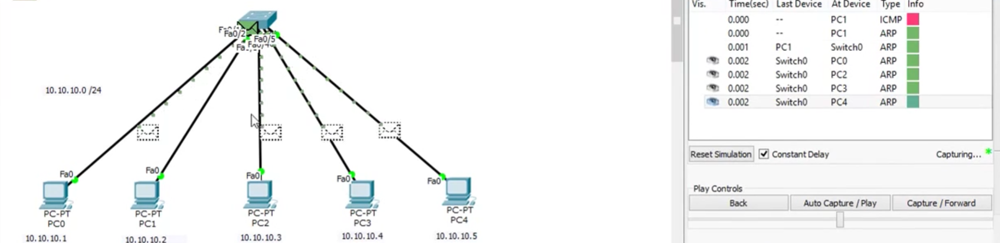 Fa0/2
Fa0/5
10.10.10.0 /24
Fa0
Fa0
Fa0
Fa0
Fa0
PC-PT
PC0
PC-PT
PC1
PC-PT
PC2
PC-PT
PC3
PC-PT
PC4
10.10.10.1
10.10.10.2
10.10.10.3
10.10.10.4
10.10.10.5
Vis. Time(sec) Last Device At Device Type Info
0.000 -- PC1 ICMP
0.000 -- PC1 ARP
0.001 PC1 Switch0 ARP
0.002 Switch0 PC0 ARP
0.002 Switch0 PC2 ARP
0.002 Switch0 PC3 ARP
0.002 Switch0 PC4 ARP
Reset Simulation Constant Delay Capturing... *
Play Controls
Back Auto Capture / Play Capture / Forward